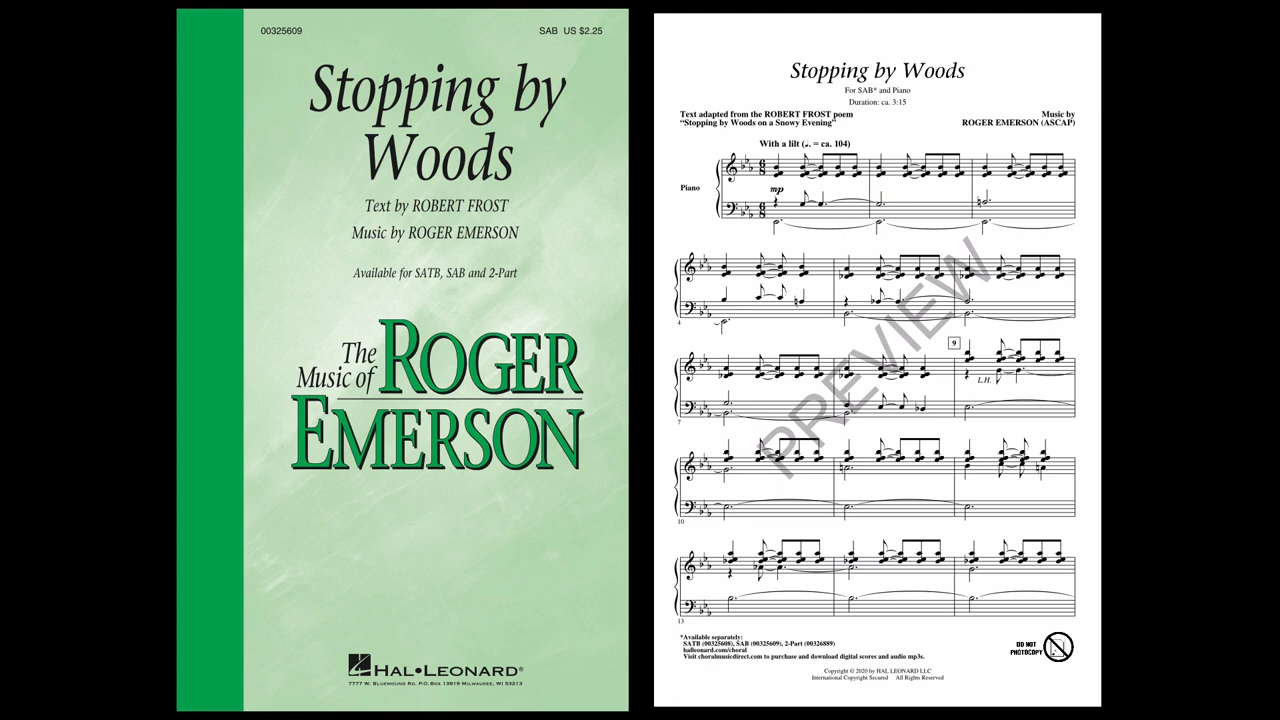 00325609
SAB US $2.25
Stopping by
Woods
Text by ROBERT FROST
Music by ROGER EMERSON
Available for SATB, SAB and 2-Part
The
Music of ROGER
EMERSON
HAL•LEONARD®
7777 W. BLUEMOUND RD. P.O. BOX 13819 MILWAUKEE, WI 53213
Stopping by Woods
For SAB* and Piano
Duration: ca. 3:15
Text adapted from the ROBERT FROST poem
“Stopping by Woods on a Snowy Evening”
Music by
ROGER EMERSON (ASCAP)
With a lilt (♩. = ca. 104)
Piano
6
8
6
8
mp
4
7
9
L.H.
10
13
PREVIEW
*Available separately:
SATB (00325608), SAB (00325609), 2-Part (00326889)
halleonard.com/choral
Visit choralmusicdirect.com to purchase and download digital scores and audio mp3s.
DO NOT
PHOTOCOPY
Copyright © 2020 by HAL LEONARD LLC
International Copyright Secured All Rights Reserved